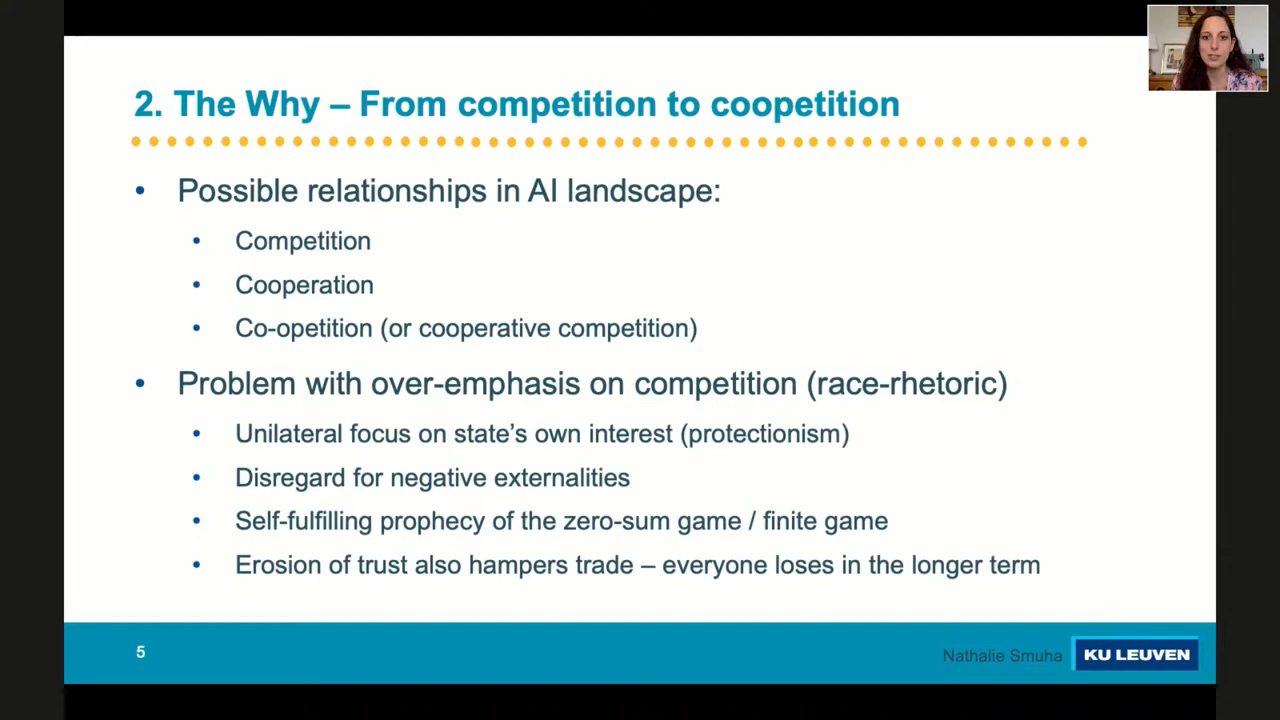 2. The Why – From competition to coopetition
• Possible relationships in AI landscape:
• Competition
• Cooperation
• Co-opetition (or cooperative competition)
• Problem with over-emphasis on competition (race-rhetoric)
• Unilateral focus on state's own interest (protectionism)
• Disregard for negative externalities
• Self-fulfilling prophecy of the zero-sum game / finite game
• Erosion of trust also hampers trade – everyone loses in the longer term
5
Nathalie Smuha
KU LEUVEN